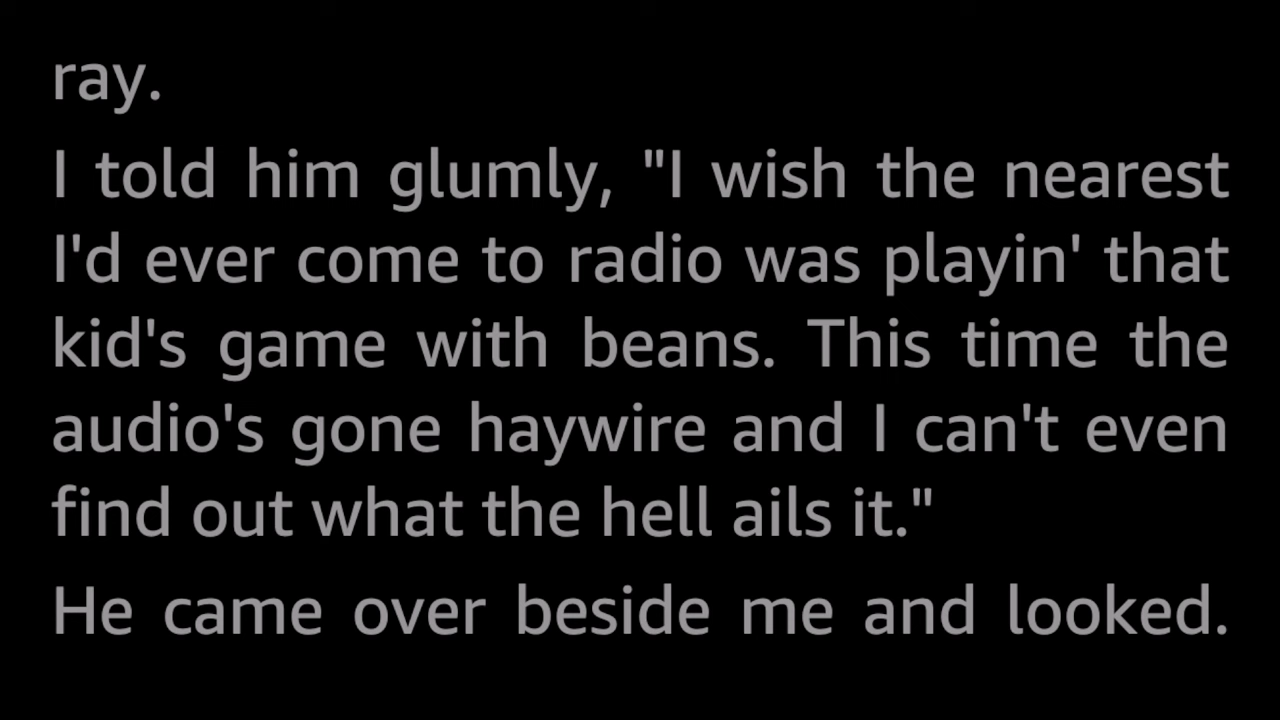 ray.
I told him glumly, "I wish the nearest
I'd ever come to radio was playin' that
kid's game with beans. This time the
audio's gone haywire and I can't even
find out what the hell ails it."
He came over beside me and looked.